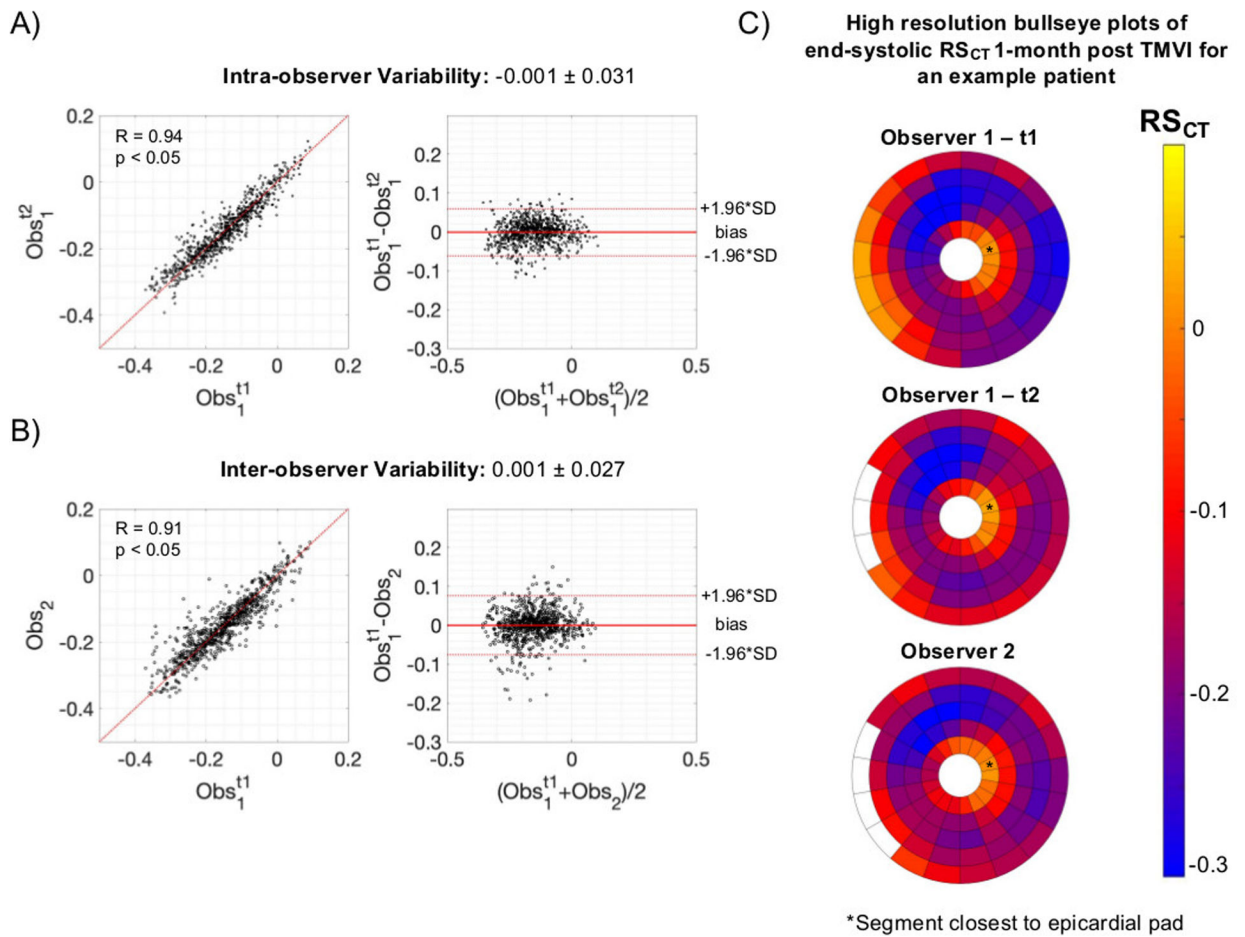 A)
Intra-observer Variability: -0.001 ± 0.031
R = 0.94
p < 0.05
0.2
0
-0.2
-0.4
-0.4 -0.2 0 0.2
Obs₁ᵗ²
Obs₁ᵗ¹
0.2
0.1
0
-0.1
-0.2
-0.3
-0.5 0 0.5
Obs₁ᵗ¹-Obs₁ᵗ²
(Obs₁ᵗ¹+Obs₁ᵗ²)/2
+1.96*SD
bias
-1.96*SD
B)
Inter-observer Variability: 0.001 ± 0.027
R = 0.91
p < 0.05
0.2
0
-0.2
-0.4
-0.4 -0.2 0 0.2
Obs₂
Obs₁ᵗ¹
0.2
0.1
0
-0.1
-0.2
-0.3
-0.5 0 0.5
Obs₁ᵗ¹-Obs₂
(Obs₁ᵗ¹+Obs₂)/2
+1.96*SD
bias
-1.96*SD
C)
High resolution bullseye plots of
end-systolic RS_CT 1-month post TMVI for
an example patient
Observer 1 – t1
*
Observer 1 – t2
*
Observer 2
*
RS_CT
0
-0.1
-0.2
-0.3
*Segment closest to epicardial pad